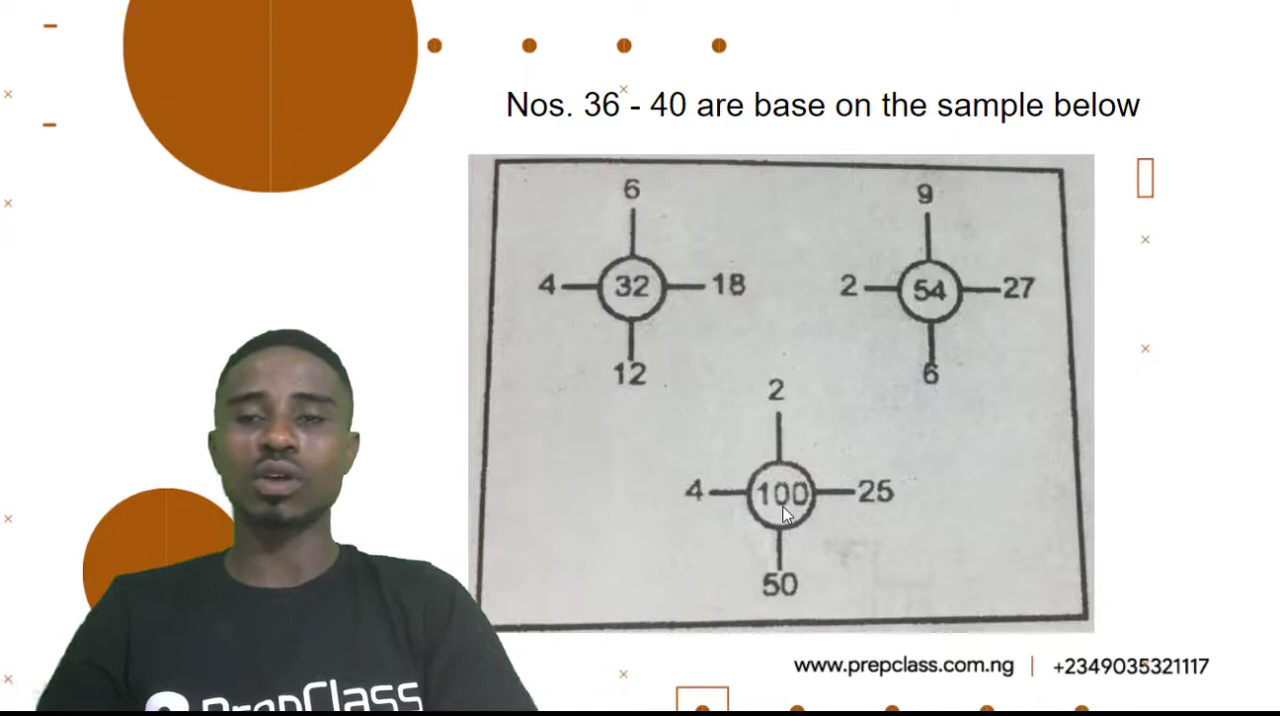 Nos. 36 - 40 are base on the sample below
6
4 32 18
12
9
2 54 27
6
2
4 100 25
50
www.prepclass.com.ng | +2349035321117
PrepClass